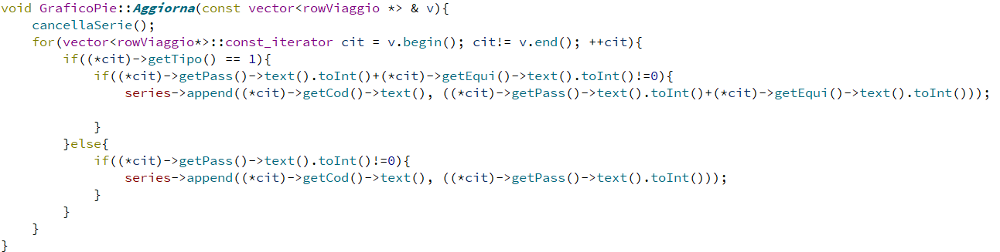 void GraficoPie::Aggiorna(const vector<rowViaggio *> & v){
    cancellaSerie();
    for(vector<rowViaggio*>::const_iterator cit = v.begin(); cit!= v.end(); ++cit){
        if((*cit)->getTipo() == 1){
            if((*cit)->getPass()->text().toInt()+(*cit)->getEqui()->text().toInt()!=0){
                series->append((*cit)->getCod()->text(), ((*cit)->getPass()->text().toInt()+(*cit)->getEqui()->text().toInt()));

            }
        }else{
            if((*cit)->getPass()->text().toInt()!=0){
                series->append((*cit)->getCod()->text(), ((*cit)->getPass()->text().toInt()));
            }
        }
    }
}